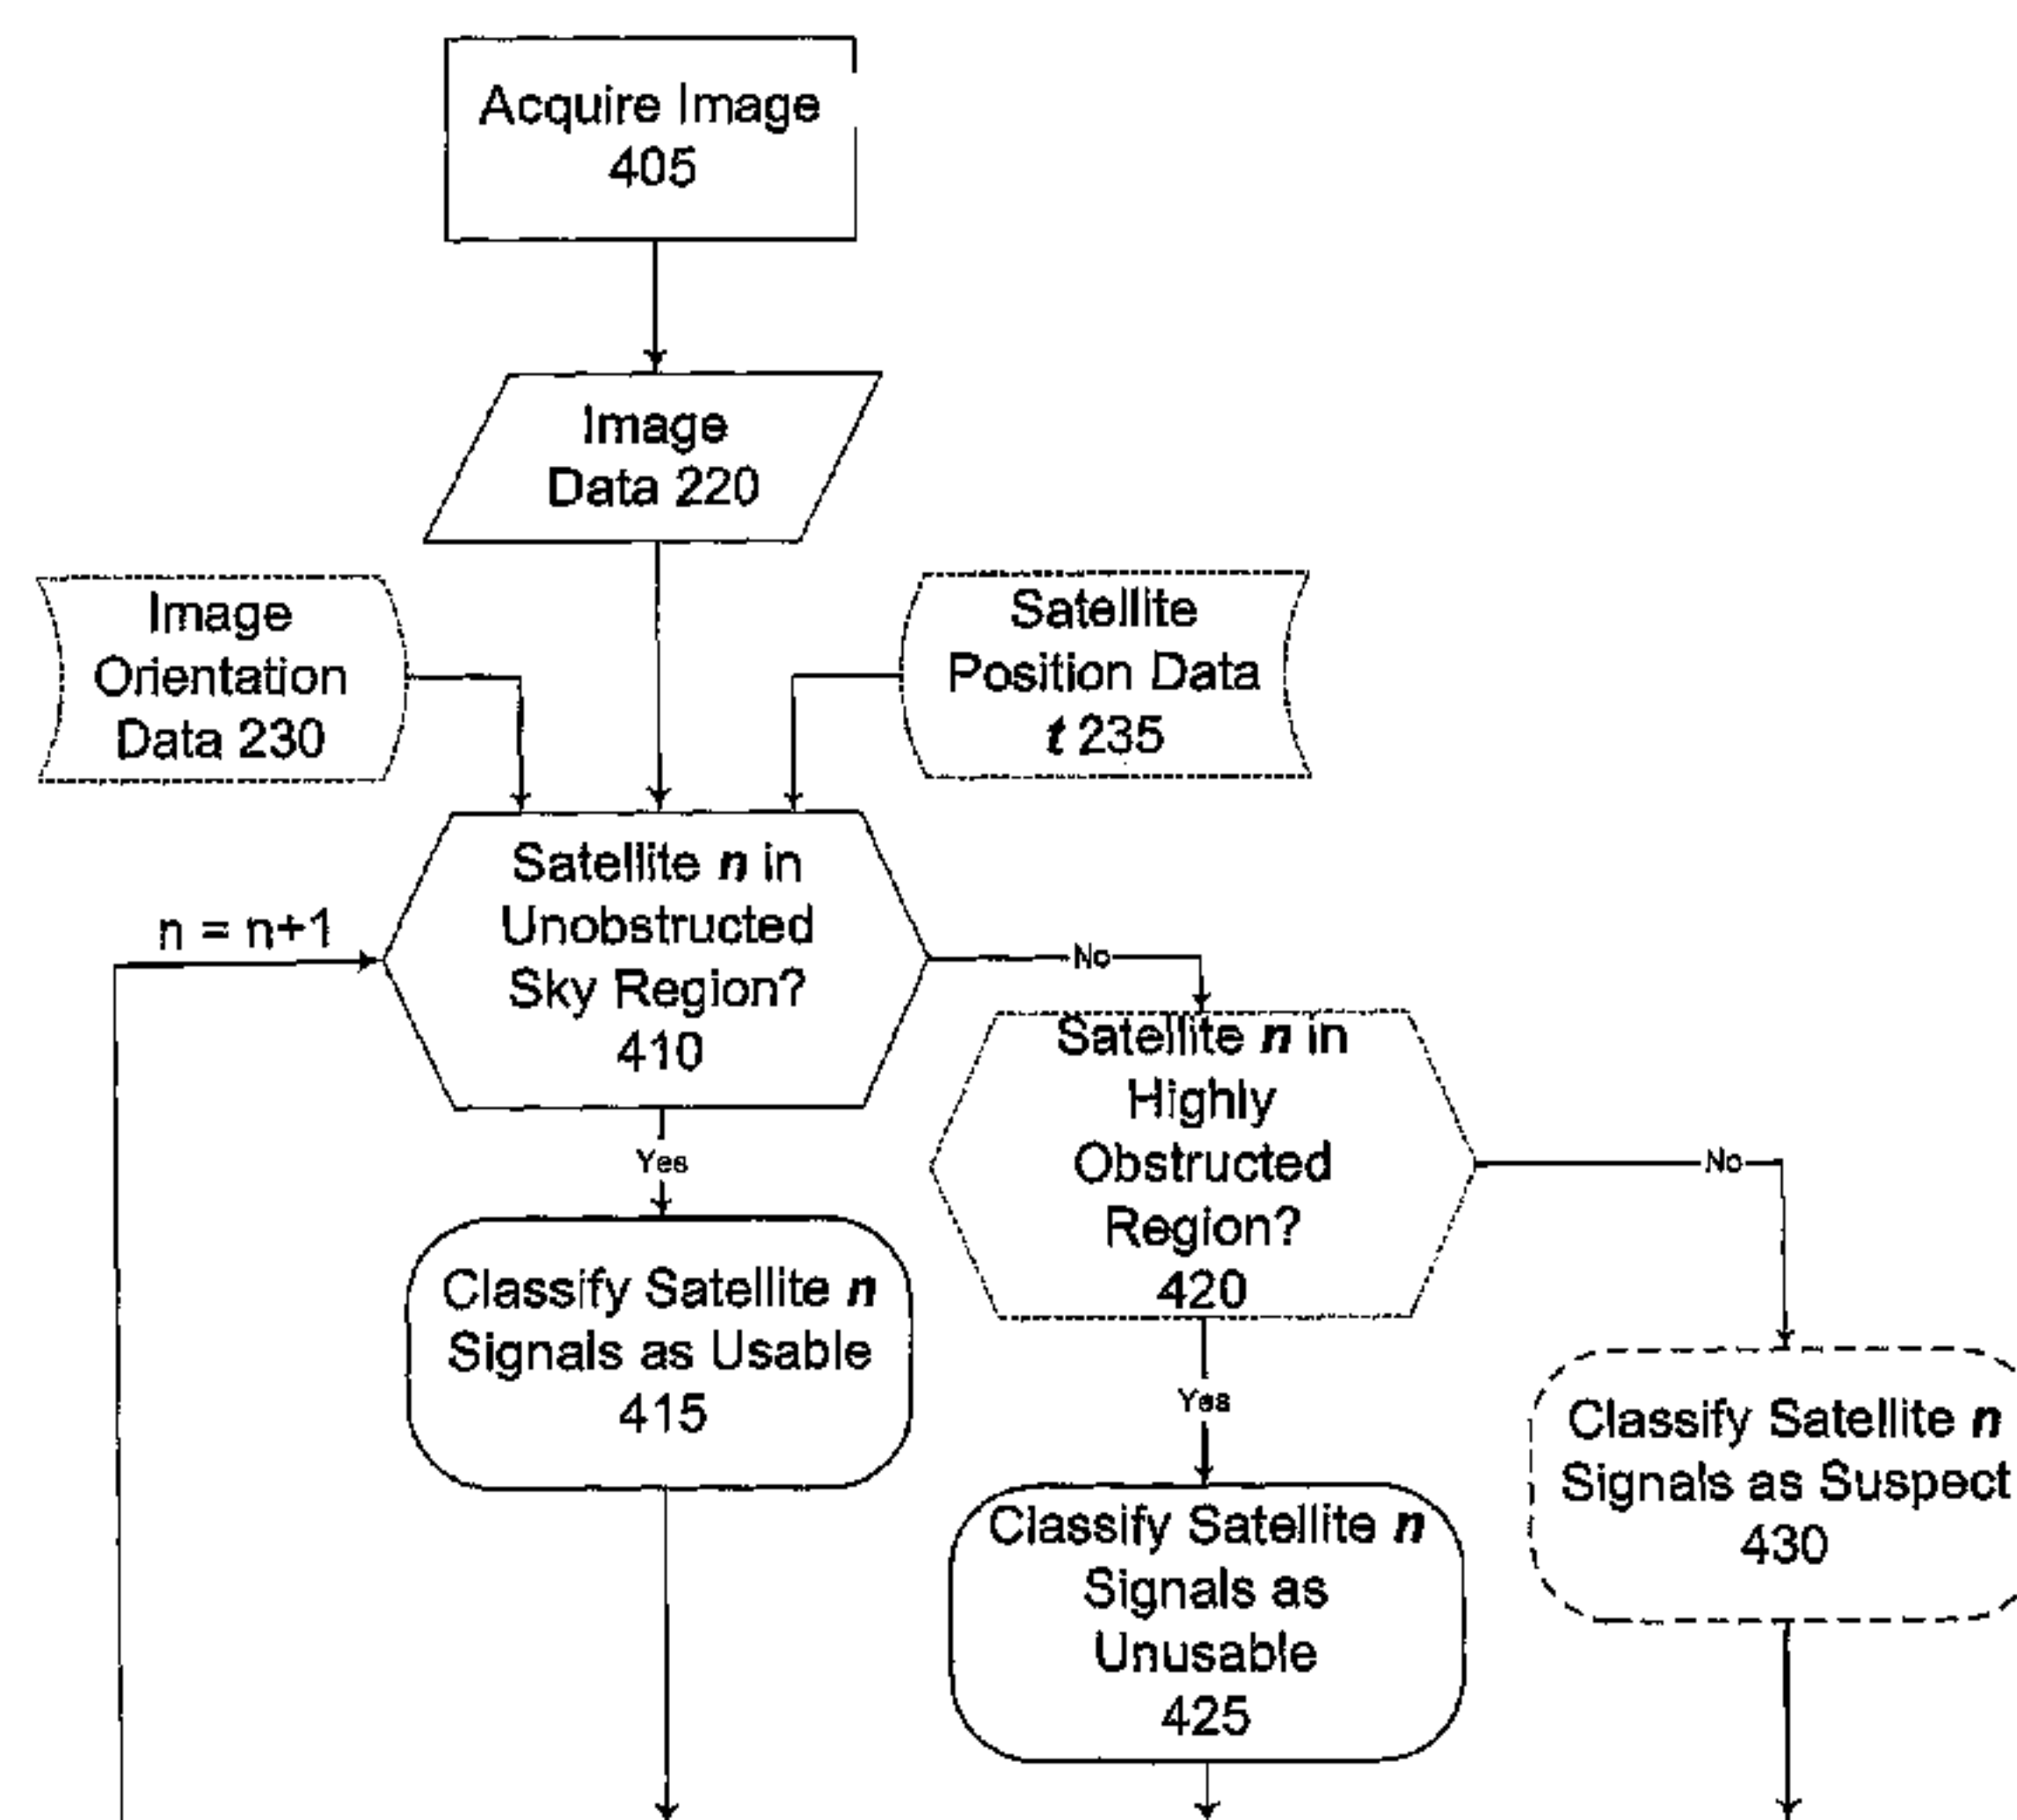 Acquire Image
405
Image
Data 220
Image
Orientation
Data 230
Satellite
Position Data
t 235
n = n+1
Satellite n in
Unobstructed
Sky Region?
410
No
Satellite n in
Highly
Obstructed
Region?
420
No
Yes
Classify Satellite n
Signals as Usable
415
Yes
Classify Satellite n
Signals as Suspect
430
Classify Satellite n
Signals as
Unusable
425